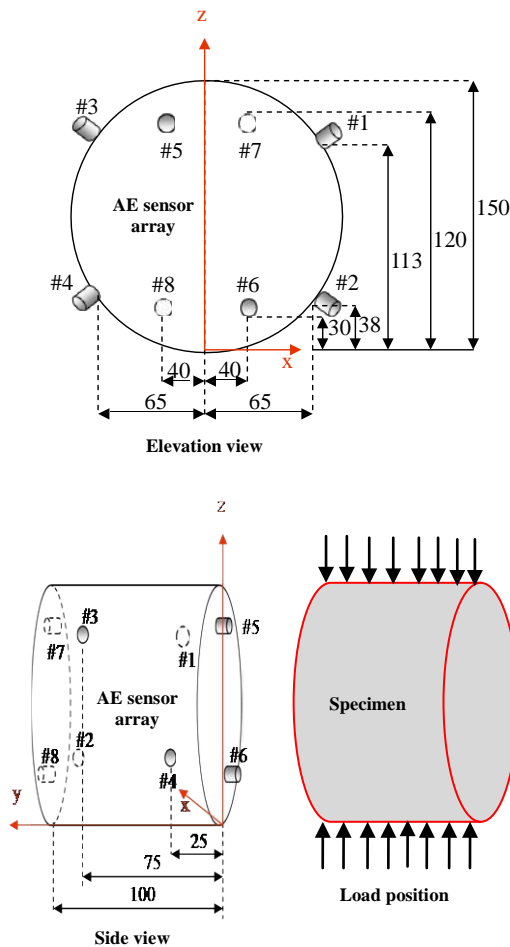 z
#3
#1
#5
#7
AE sensor
array
150
120
113
#4
#8
#6
#2
30
38
x
40
40
65
65
Elevation view
z
#3
#7
#1
#5
AE sensor
array
Specimen
#2
#8
#4
#6
x
y
25
75
100
Load position
Side view